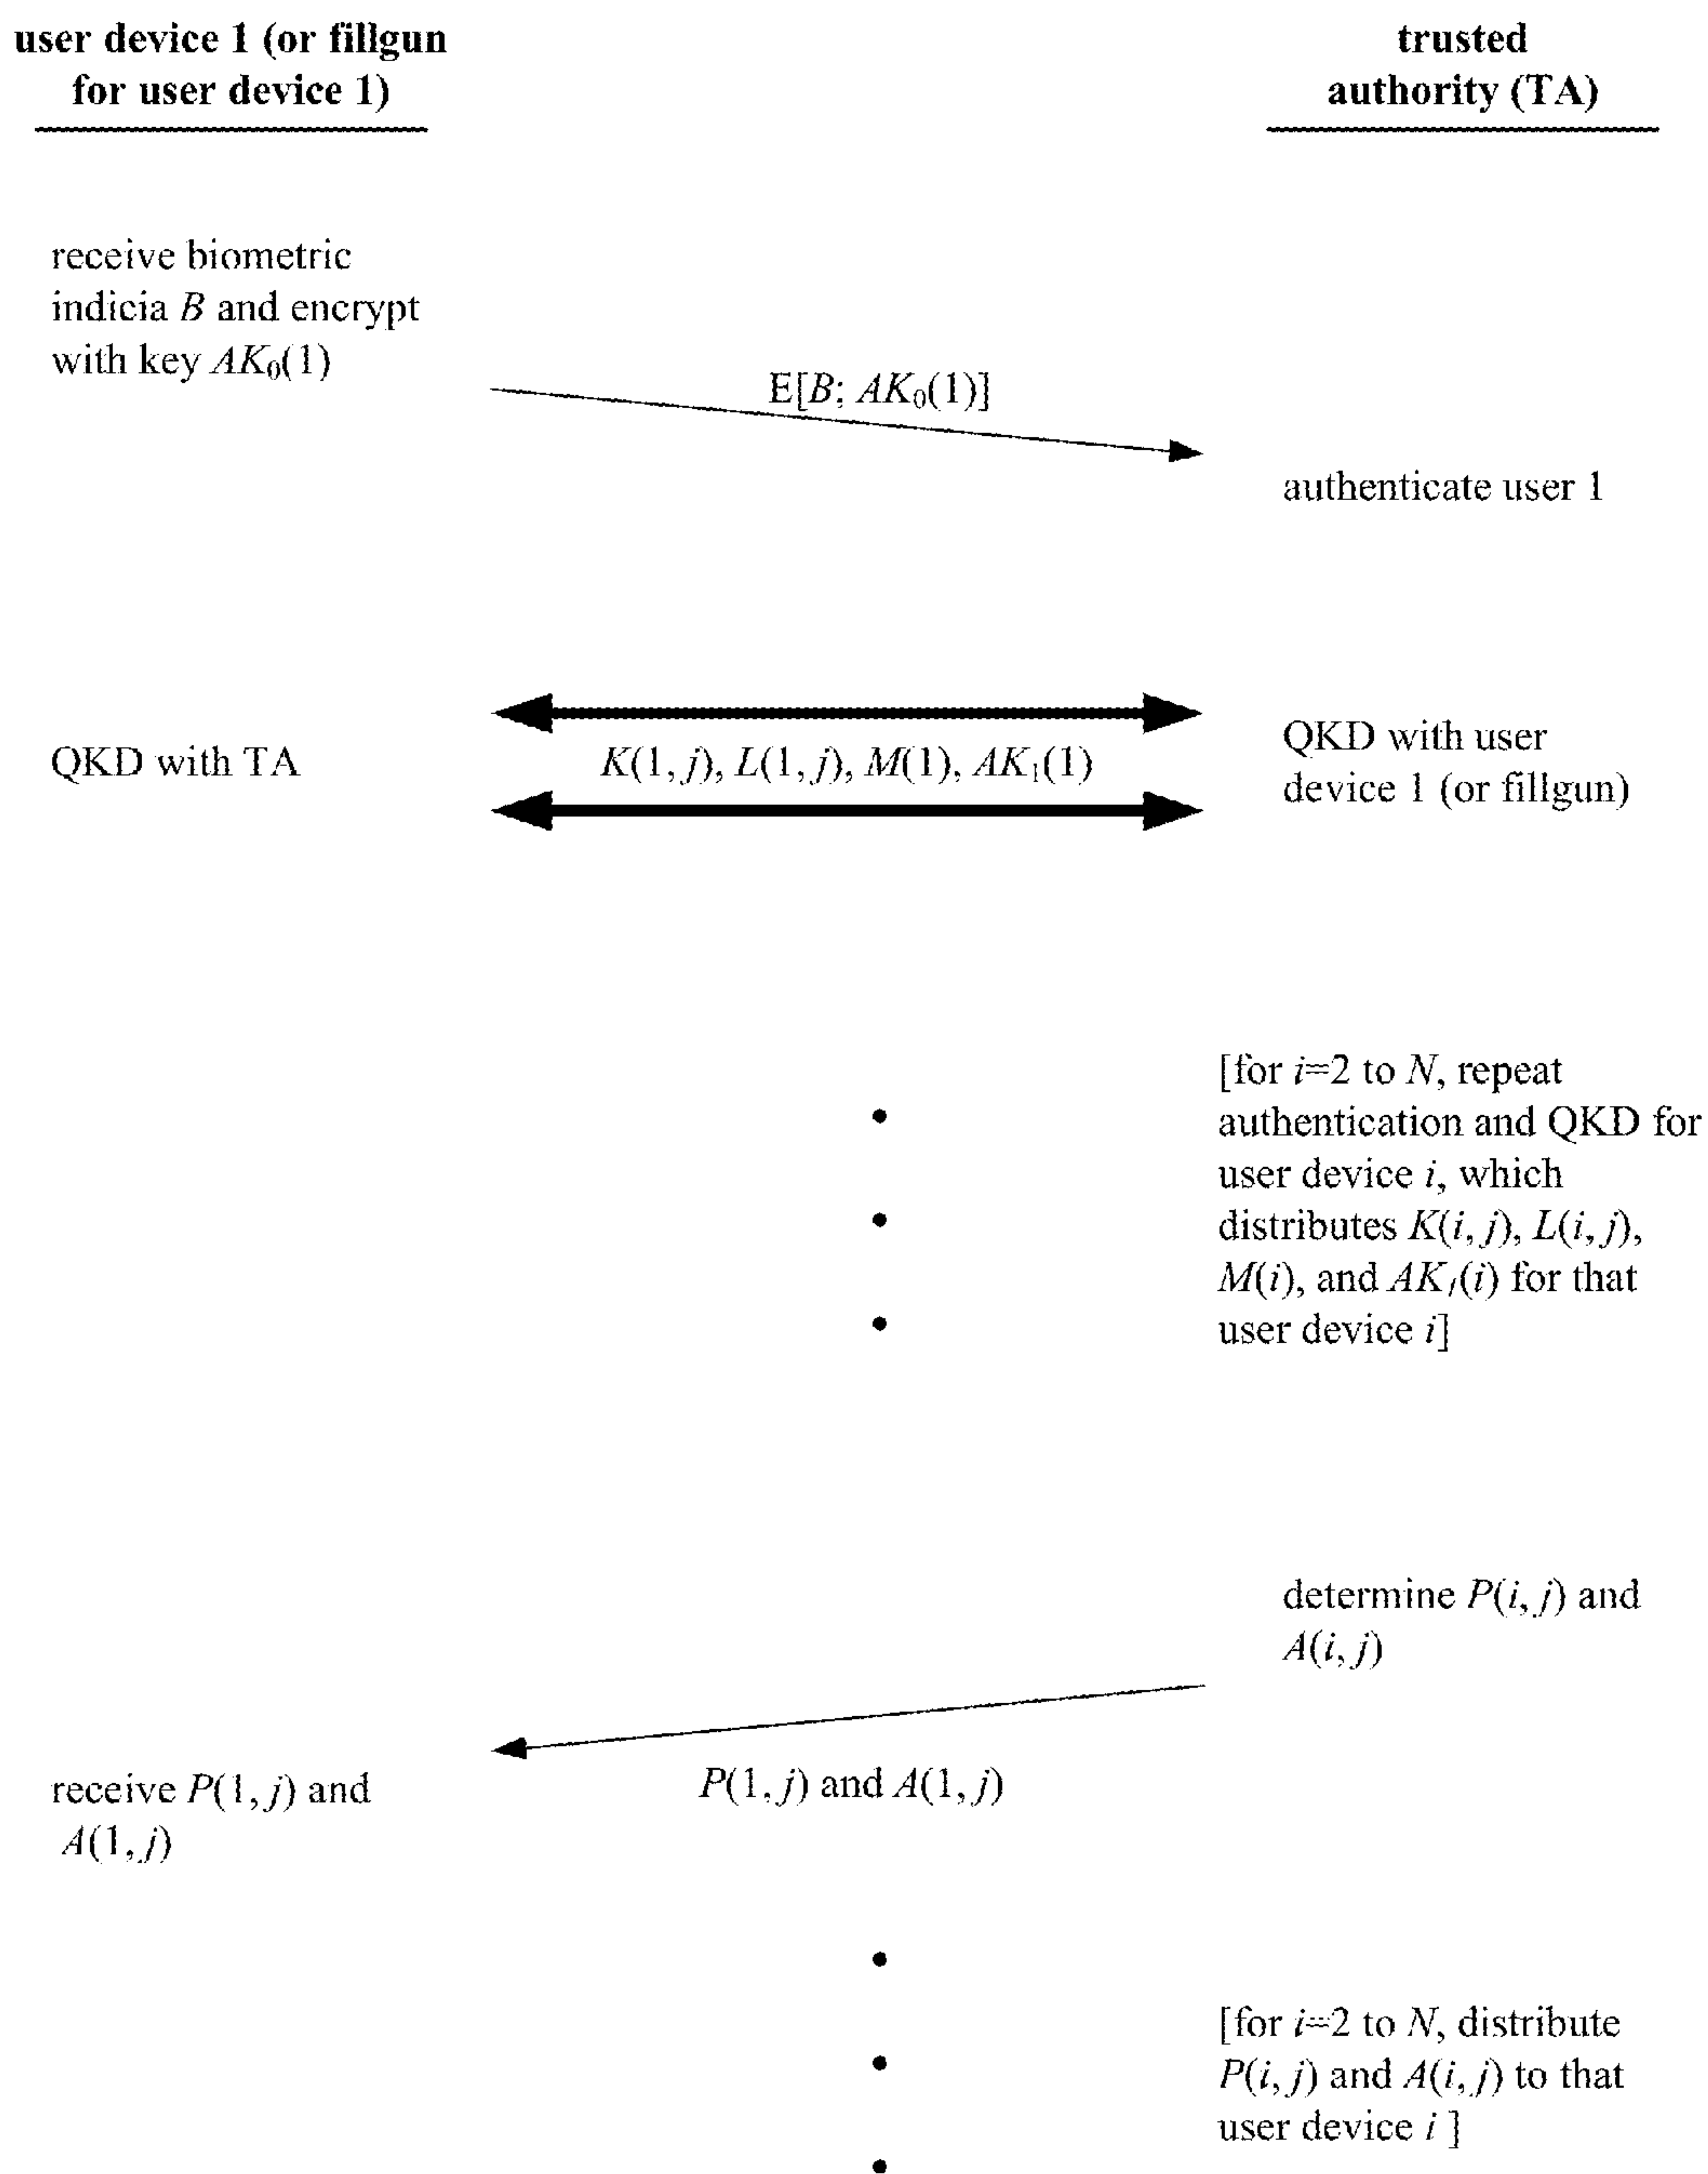 user device 1 (or fillgun
for user device 1)
trusted
authority (TA)
receive biometric
indicia B and encrypt
with key AK₀(1)
E[B; AK₀(1)]
authenticate user 1
QKD with TA
K(1, j), L(1, j), M(1), AK₁(1)
QKD with user
device 1 (or fillgun)
[for i=2 to N, repeat
authentication and QKD for
user device i, which
distributes K(i, j), L(i, j),
M(i), and AK₁(i) for that
user device i]
determine P(i, j) and
A(i, j)
P(1, j) and A(1, j)
receive P(1, j) and
A(1, j)
[for i=2 to N, distribute
P(i, j) and A(i, j) to that
user device i ]